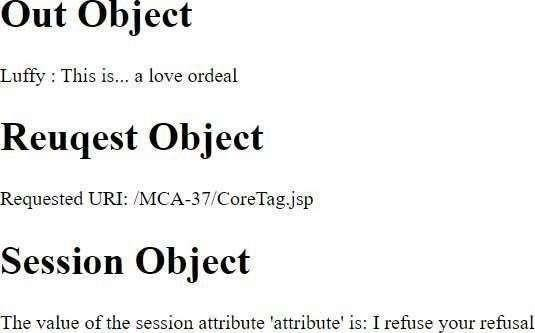 Out Object
Luffy : This is... a love ordeal
Reuqest Object
Requested URI: /MCA-37/CoreTag.jsp
Session Object
The value of the session attribute 'attribute' is: I refuse your refusal